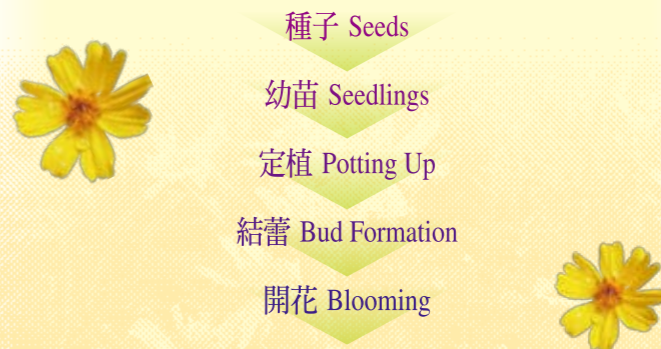 種子 Seeds
幼苗 Seedlings
定植 Potting Up
結蕾 Bud Formation
開花 Blooming